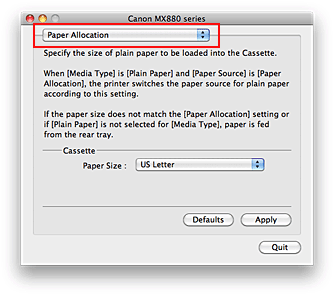 Canon MX880 series
Paper Allocation
Specify the size of plain paper to be loaded into the Cassette.
When [Media Type] is [Plain Paper] and [Paper Source] is [Paper
Allocation], the printer switches the paper source for plain paper
according to this setting.
If the paper size does not match the [Paper Allocation] setting or
if [Plain Paper] is not selected for [Media Type], paper is fed
from the rear tray.
Cassette
Paper Size : US Letter
Defaults Apply
Quit